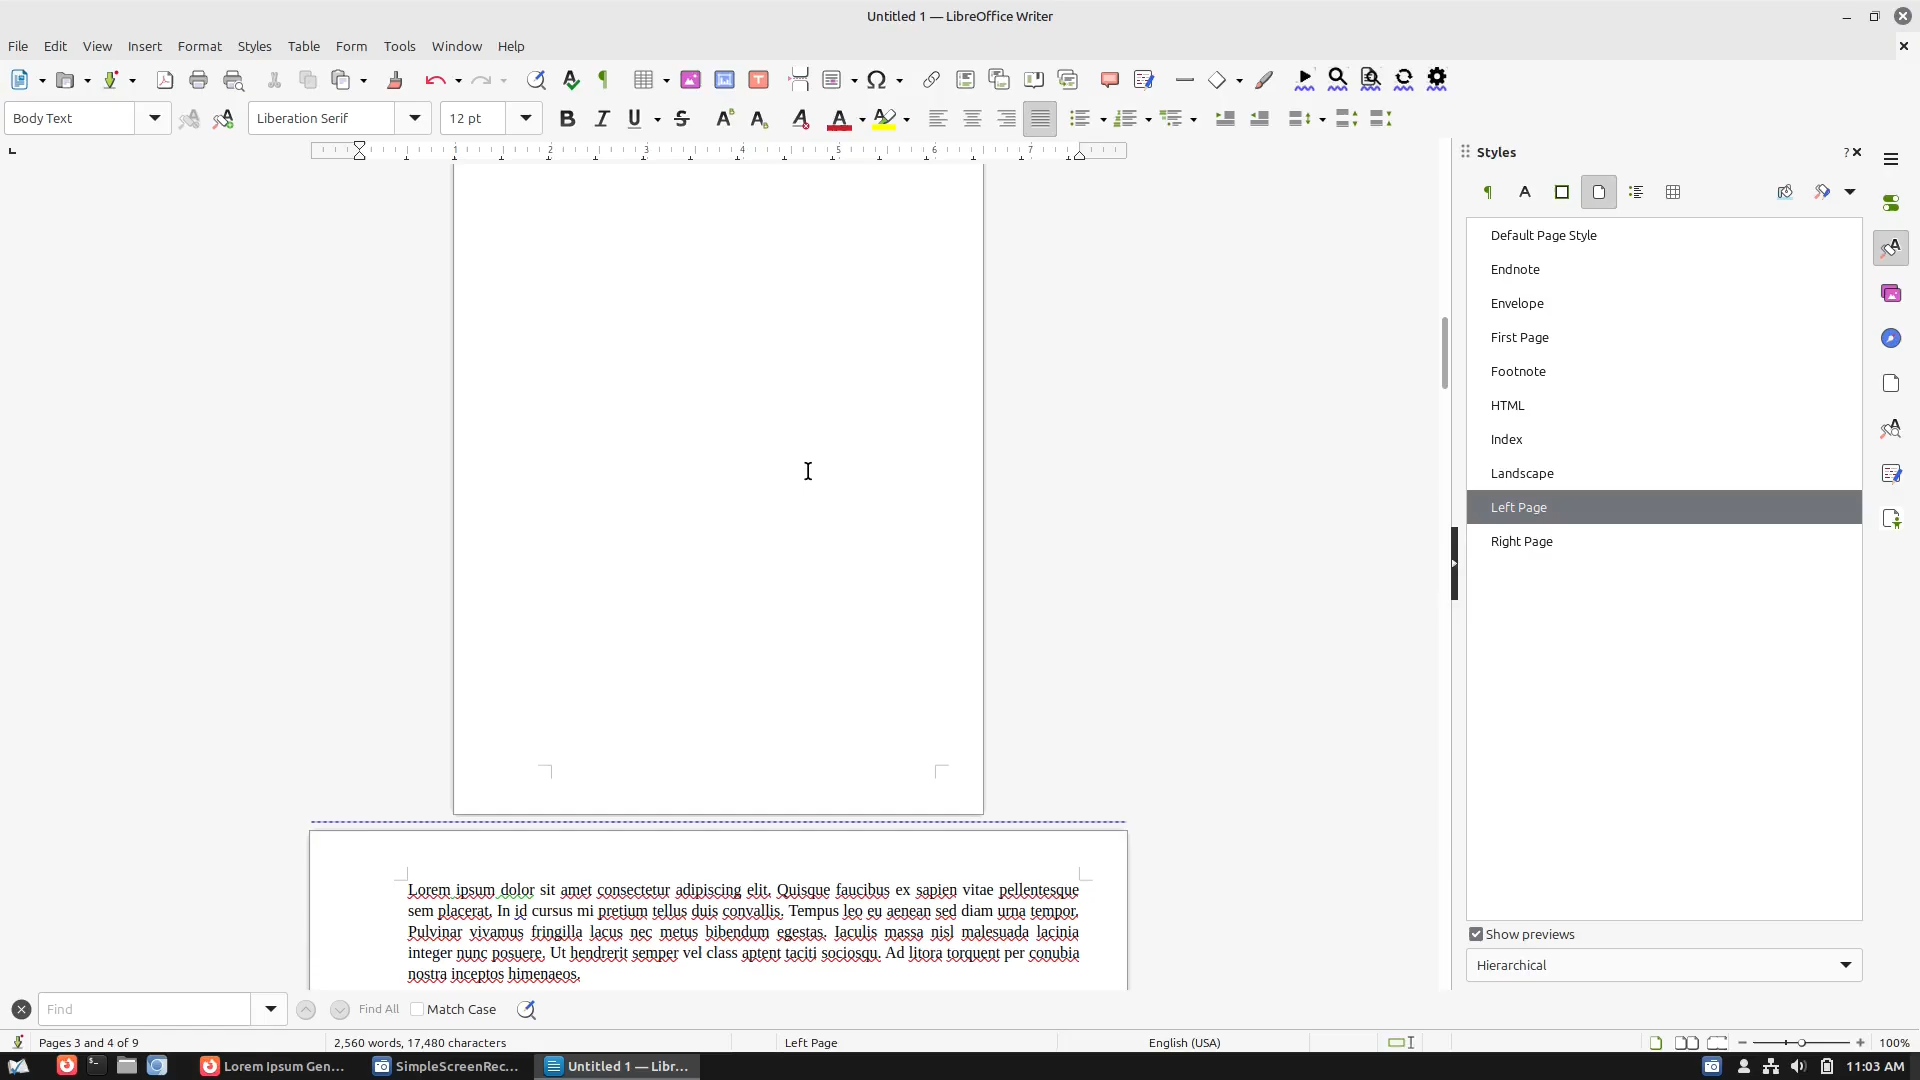 Untitled 1 — LibreOffice Writer
File Edit View Insert Format Styles Table Form Tools Window Help
Body Text Liberation Serif 12 pt
1 2 3 4 5 6 7
Styles
Default Page Style
Endnote
Envelope
First Page
Footnote
HTML
Index
Landscape
Left Page
Right Page
Show previews
Hierarchical
Lorem ipsum dolor sit amet consectetur adipiscing elit. Quisque faucibus ex sapien vitae pellentesque
sem placerat. In id cursus mi pretium tellus duis convallis. Tempus leo eu aenean sed diam urna tempor.
Pulvinar vivamus fringilla lacus nec metus bibendum egestas. Iaculis massa nisl malesuada lacinia
integer nunc posuere. Ut hendrerit semper vel class aptent taciti sociosqu. Ad litora torquent per conubia
nostra inceptos himenaeos.
Find Find All Match Case
Pages 3 and 4 of 9 2,560 words, 17,480 characters Left Page English (USA) 100%
Lorem Ipsum Gen... SimpleScreenRec... Untitled 1 — Libr... 11:03 AM